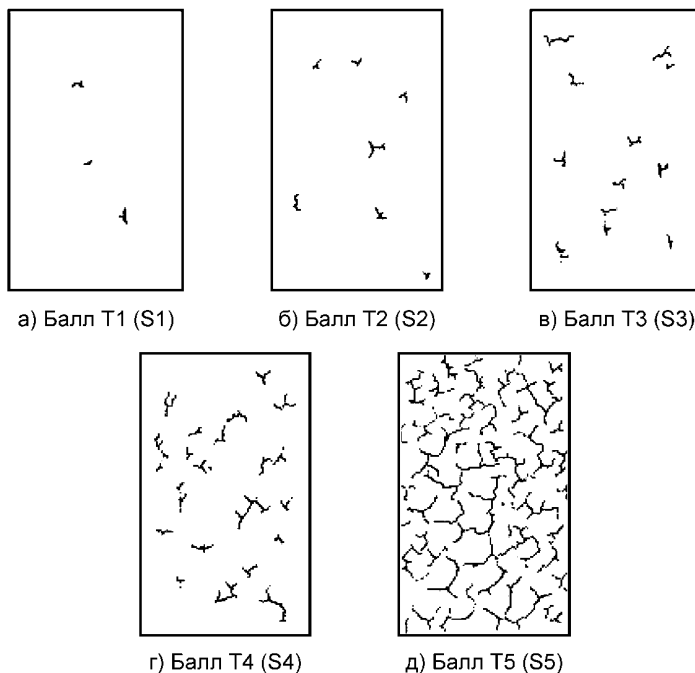 а) Балл Т1 (S1)
б) Балл Т2 (S2)
в) Балл Т3 (S3)
г) Балл Т4 (S4)
д) Балл Т5 (S5)